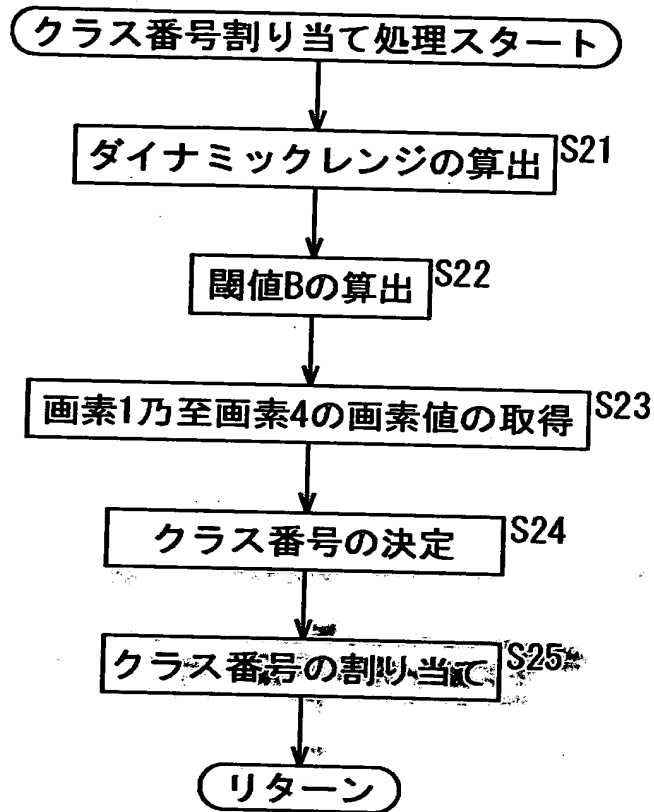 クラス番号割り当て処理スタート
ダイナミックレンジの算出 S21
閾値Bの算出 S22
画素1乃至画素4の画素値の取得 S23
クラス番号の決定 S24
クラス番号の割り当て S25
リターン